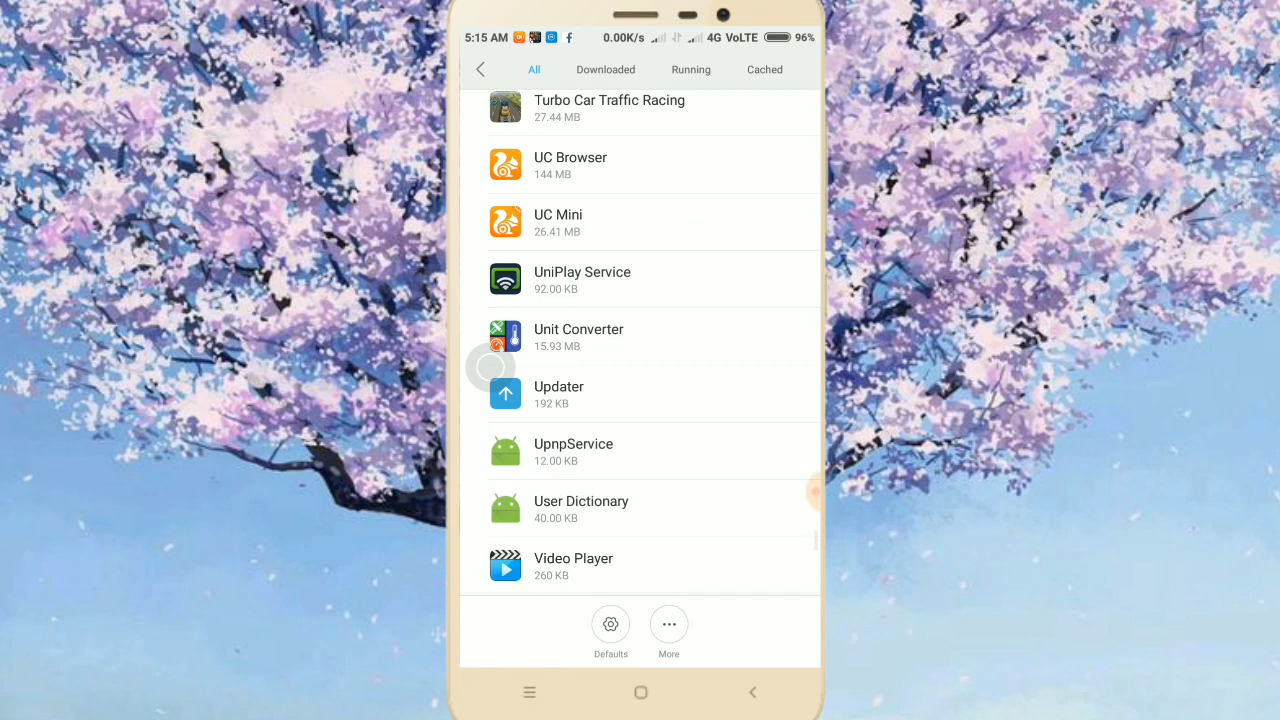 5:15 AM 0.00K/s 4G VoLTE 96%
All Downloaded Running Cached
Turbo Car Traffic Racing
27.44 MB
UC Browser
144 MB
UC Mini
26.41 MB
UniPlay Service
92.00 KB
Unit Converter
15.93 MB
Updater
192 KB
UpnpService
12.00 KB
User Dictionary
40.00 KB
Video Player
260 KB
Defaults More